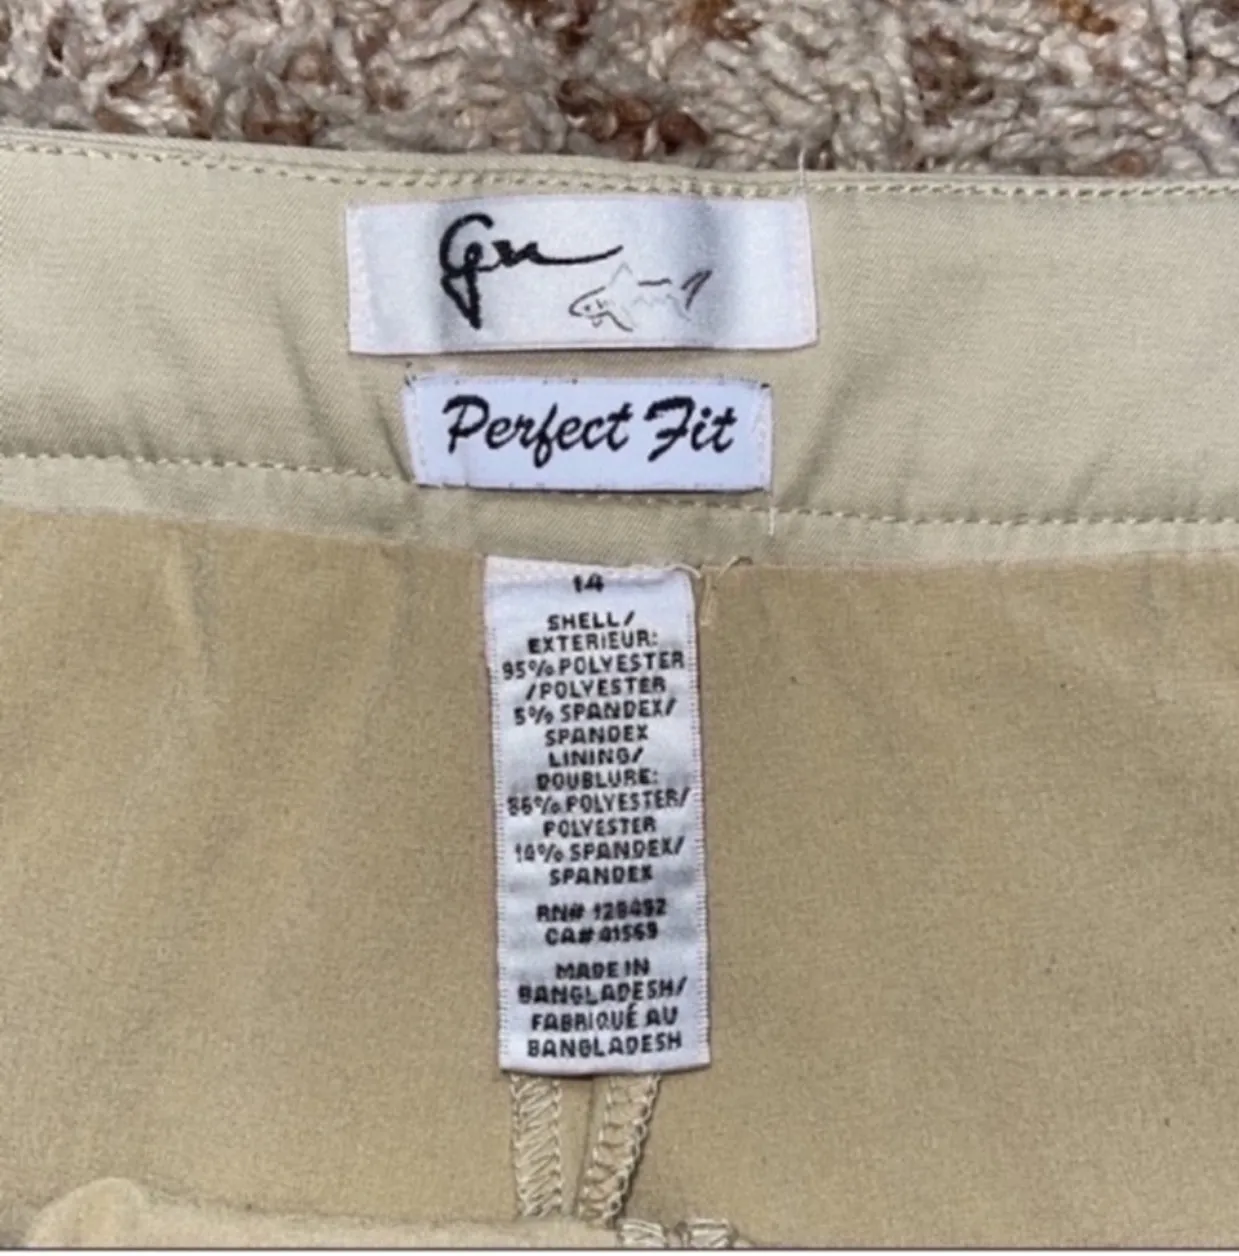 Perfect Fit
14
SHELL/
EXTERIEUR:
95% POLYESTER
/POLYESTER
5% SPANDEX/
SPANDEX
LINING/
DOUBLURE:
86% POLYESTER/
POLYESTER
14% SPANDEX/
SPANDEX
RN# 128492
CA# 41569
MADE IN
BANGLADESH/
FABRIQUÉ AU
BANGLADESH